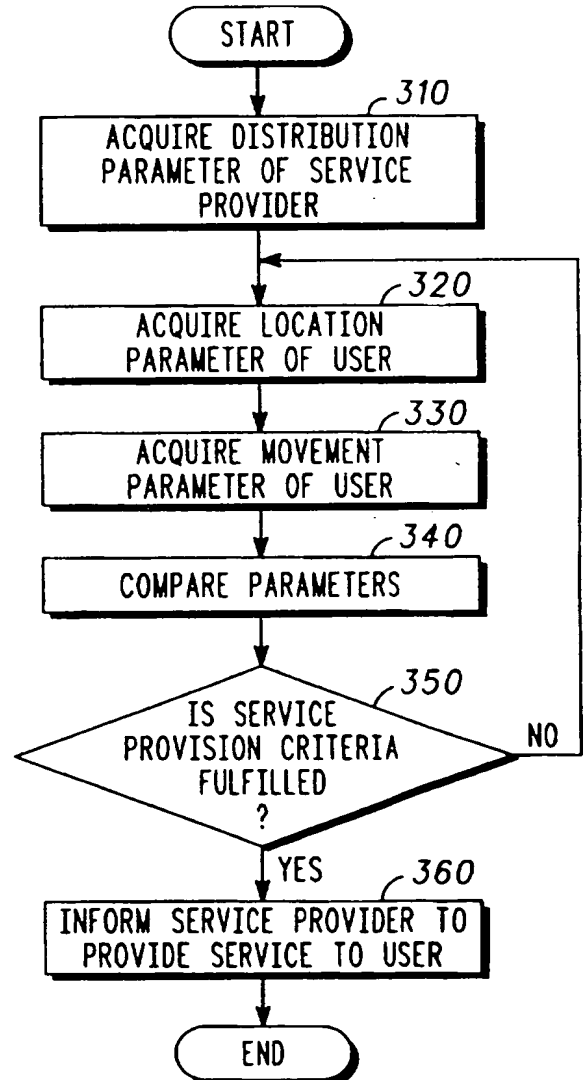 START
310
ACQUIRE DISTRIBUTION
PARAMETER OF SERVICE
PROVIDER
320
ACQUIRE LOCATION
PARAMETER OF USER
330
ACQUIRE MOVEMENT
PARAMETER OF USER
340
COMPARE PARAMETERS
350
IS SERVICE
PROVISION CRITERIA
FULFILLED
?
NO
YES
360
INFORM SERVICE PROVIDER TO
PROVIDE SERVICE TO USER
END